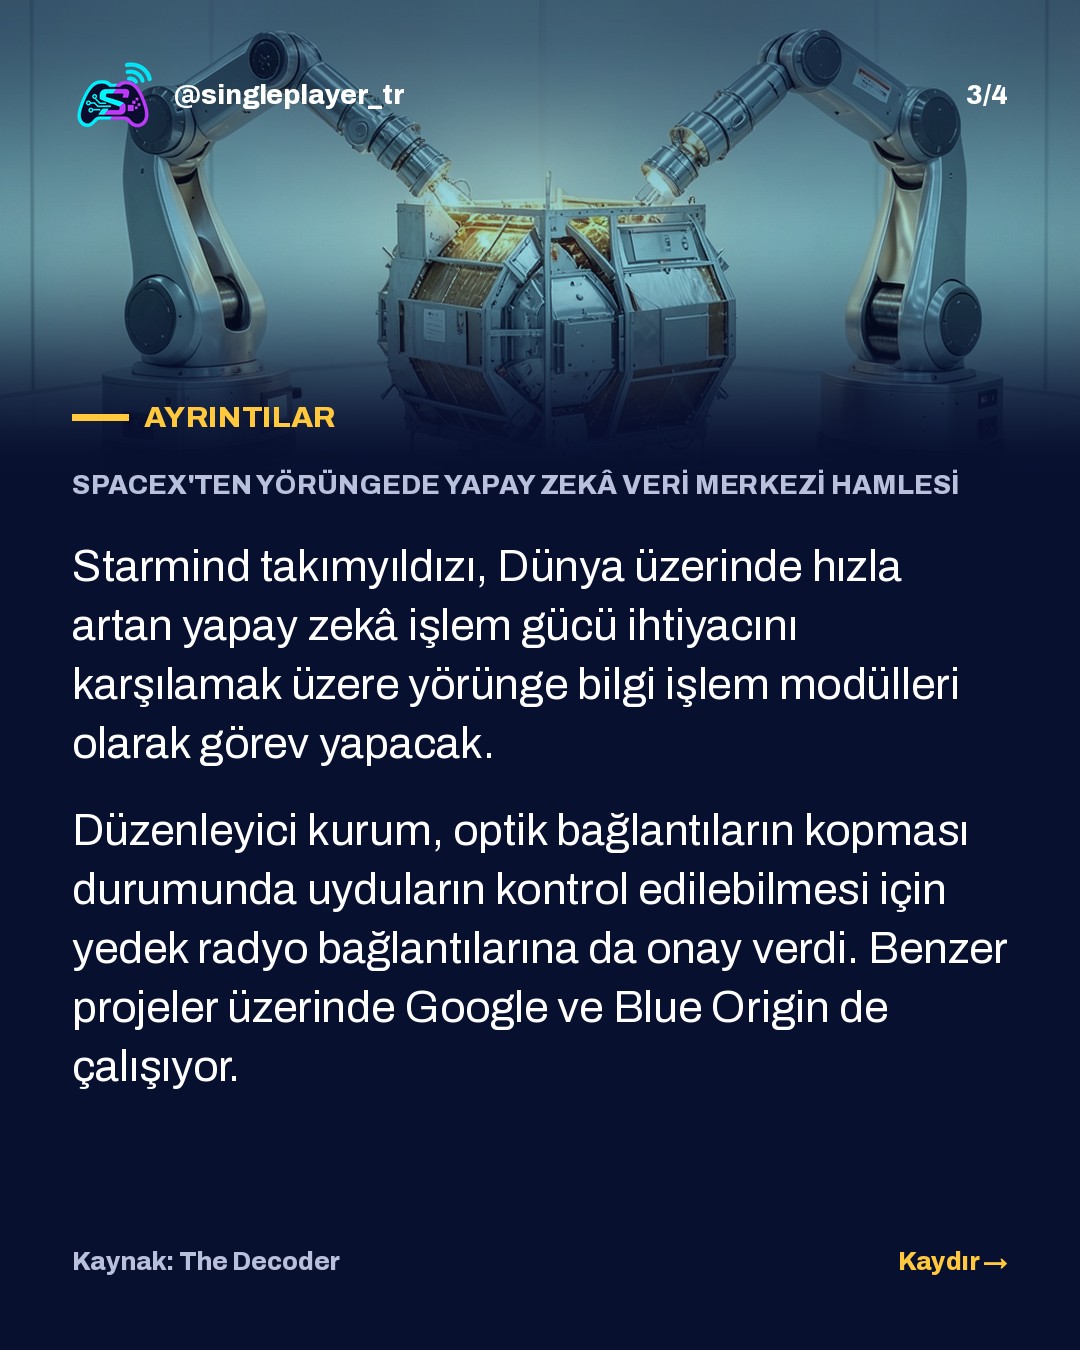 @singleplayer_tr
3/4
AYRINTILAR
SPACEX'TEN YÖRÜNGEDE YAPAY ZEKÂ VERİ MERKEZİ HAMLESİ
Starmind takımyıldızı, Dünya üzerinde hızla
artan yapay zekâ işlem gücü ihtiyacını
karşılamak üzere yörünge bilgi işlem modülleri
olarak görev yapacak.
Düzenleyici kurum, optik bağlantıların kopması
durumunda uyduların kontrol edilebilmesi için
yedek radyo bağlantılarına da onay verdi. Benzer
projeler üzerinde Google ve Blue Origin de
çalışıyor.
Kaynak: The Decoder
Kaydır→